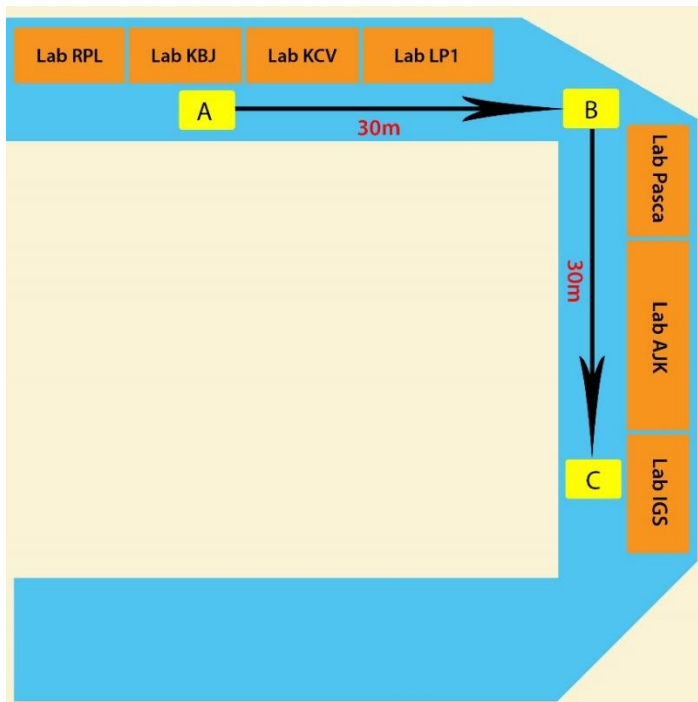 Lab RPL
Lab KBJ
Lab KCV
Lab LP1
A
30m
B
Lab Pasca
30m
Lab AJK
C
Lab IGS